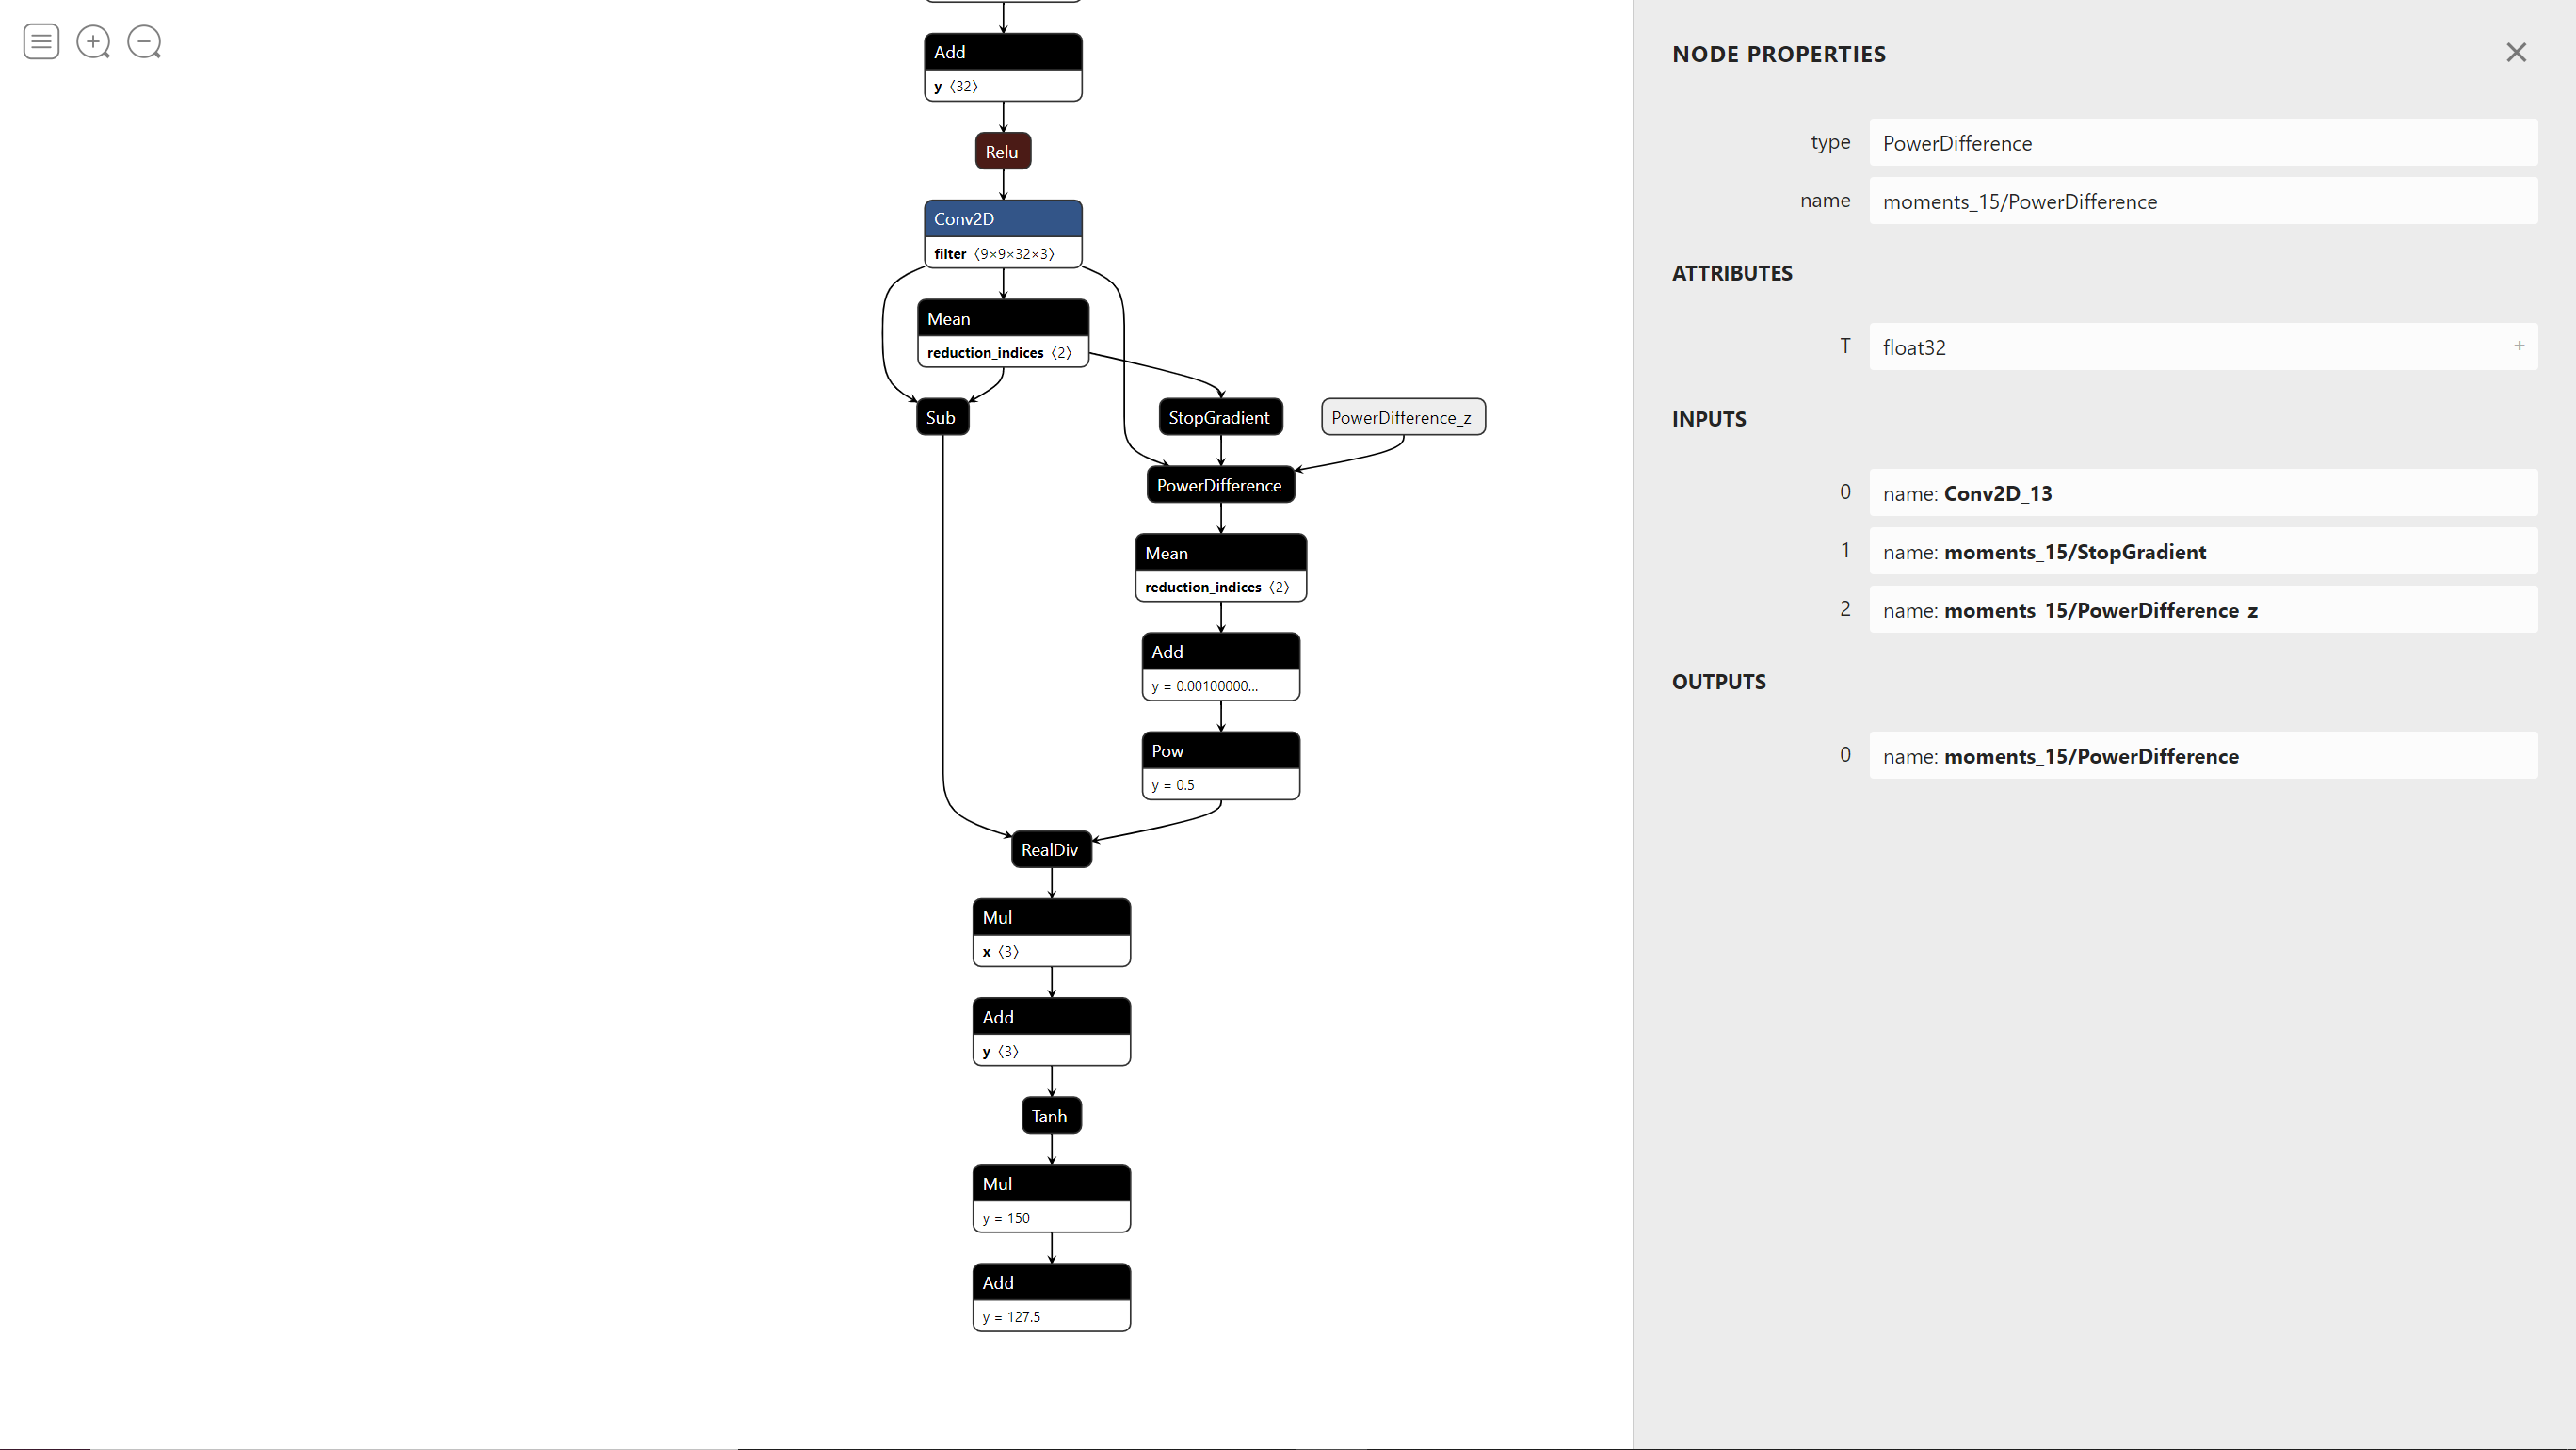 Add
y 〈32〉
Relu
Conv2D
filter 〈9×9×32×3〉
Mean
reduction_indices 〈2〉
Sub
StopGradient
PowerDifference_z
PowerDifference
Mean
reduction_indices 〈2〉
Add
y = 0.00100000...
Pow
y = 0.5
RealDiv
Mul
x 〈3〉
Add
y 〈3〉
Tanh
Mul
y = 150
Add
y = 127.5
NODE PROPERTIES
type PowerDifference
name moments_15/PowerDifference
ATTRIBUTES
T float32 +
INPUTS
0 name: Conv2D_13
1 name: moments_15/StopGradient
2 name: moments_15/PowerDifference_z
OUTPUTS
0 name: moments_15/PowerDifference